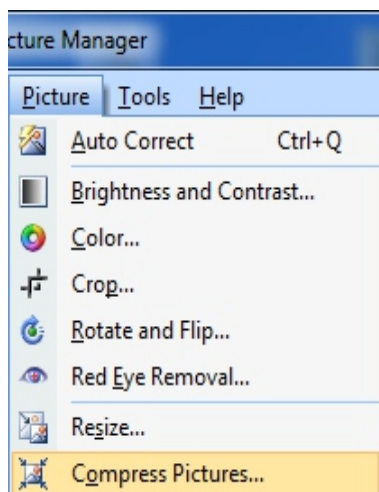 cture Manager
Picture Tools Help
Auto Correct Ctrl+Q
Brightness and Contrast...
Color...
Crop...
Rotate and Flip...
Red Eye Removal...
Resize...
Compress Pictures...